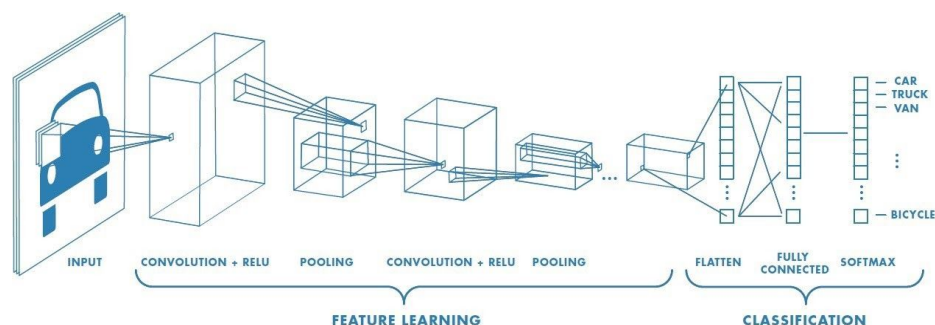 CAR
TRUCK
VAN
BICYCLE
INPUT
CONVOLUTION + RELU
POOLING
CONVOLUTION + RELU
POOLING
FLATTEN
FULLY
CONNECTED
SOFTMAX
FEATURE LEARNING
CLASSIFICATION